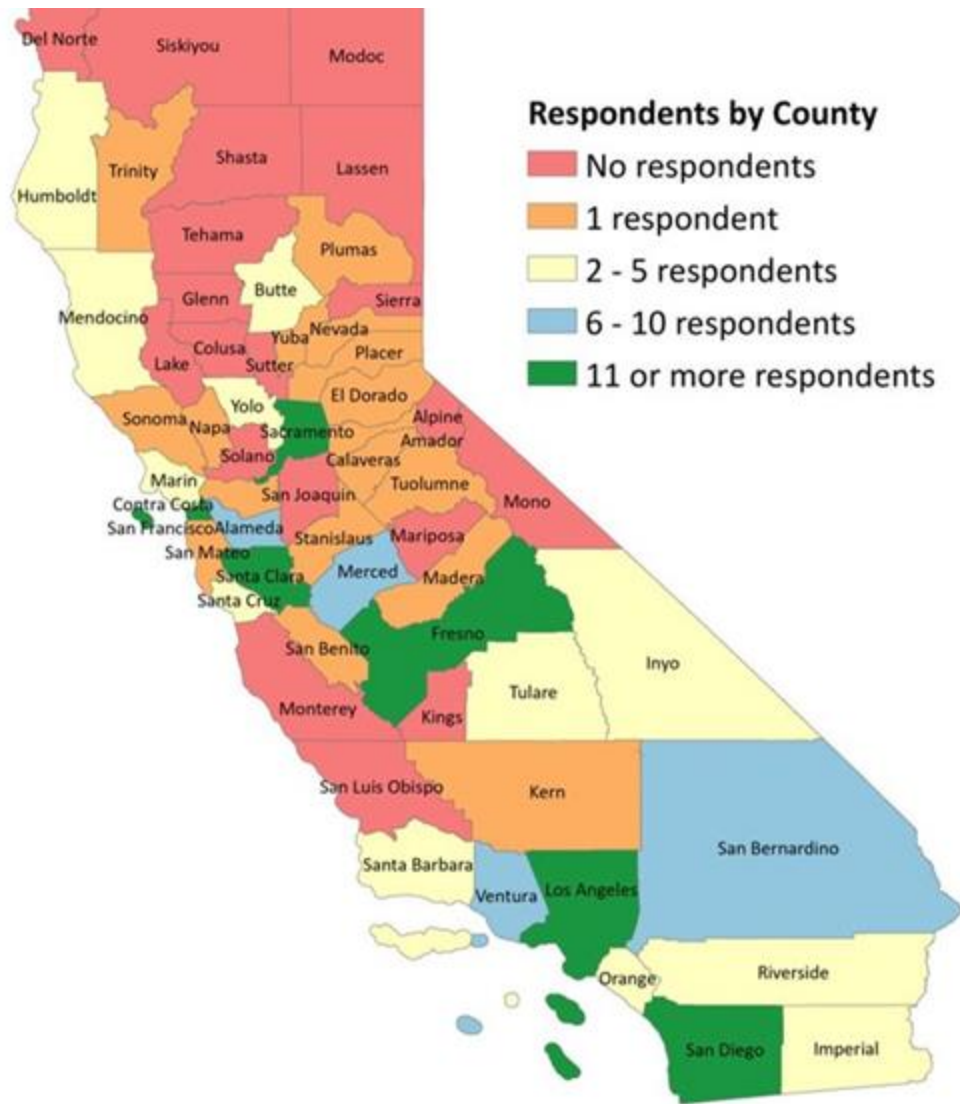 Del Norte
Siskiyou
Modoc
Respondents by County
No respondents
1 respondent
2 - 5 respondents
6 - 10 respondents
11 or more respondents
Trinity
Shasta
Lassen
Humboldt
Tehama
Plumas
Butte
Glenn
Sierra
Mendocino
Nevada
Yuba
Colusa
Placer
Lake
Sutter
El Dorado
Yolo
Sonoma
Napa
Alpine
Sacramento
Amador
Solano
Calaveras
Marin
Tuolumne
San Joaquin
Mono
Contra Costa
San Francisco
Alameda
Stanislaus
Mariposa
San Mateo
Merced
Santa Clara
Madera
Santa Cruz
Fresno
San Benito
Inyo
Tulare
Monterey
Kings
San Luis Obispo
Kern
San Bernardino
Santa Barbara
Ventura
Los Angeles
Orange
Riverside
San Diego
Imperial